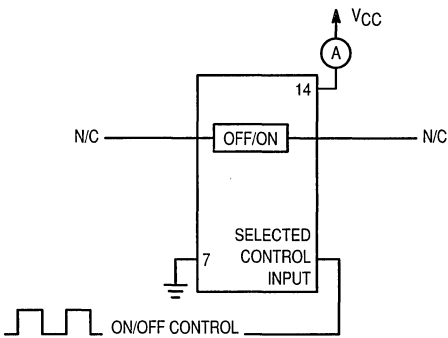 VCC
A
14
N/C
OFF/ON
N/C
SELECTED
7
CONTROL
INPUT
ON/OFF CONTROL